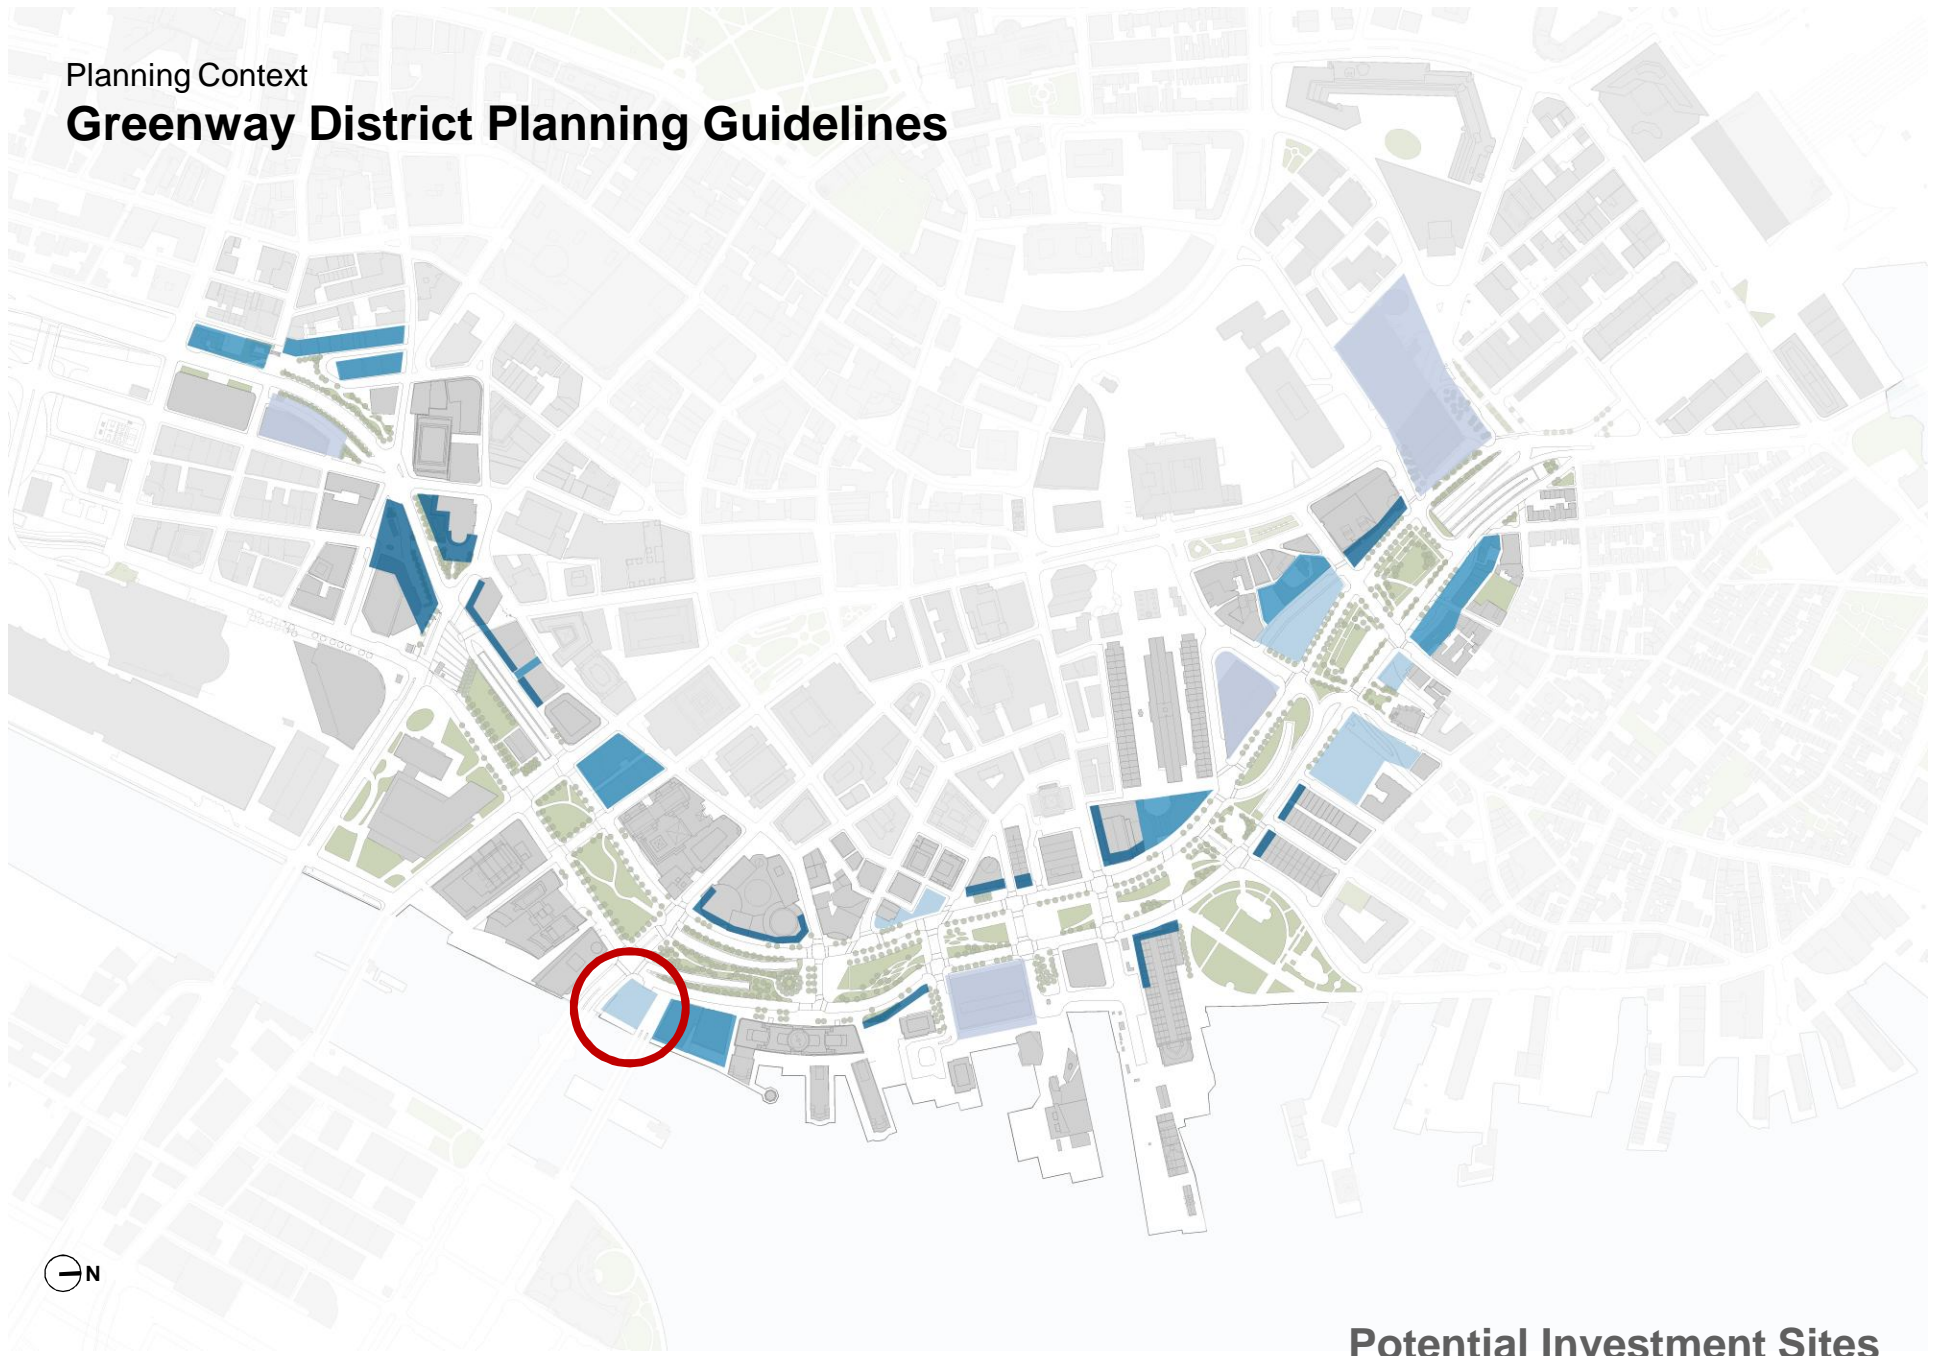 Planning Context
Greenway District Planning Guidelines
N
Potential Investment Sites